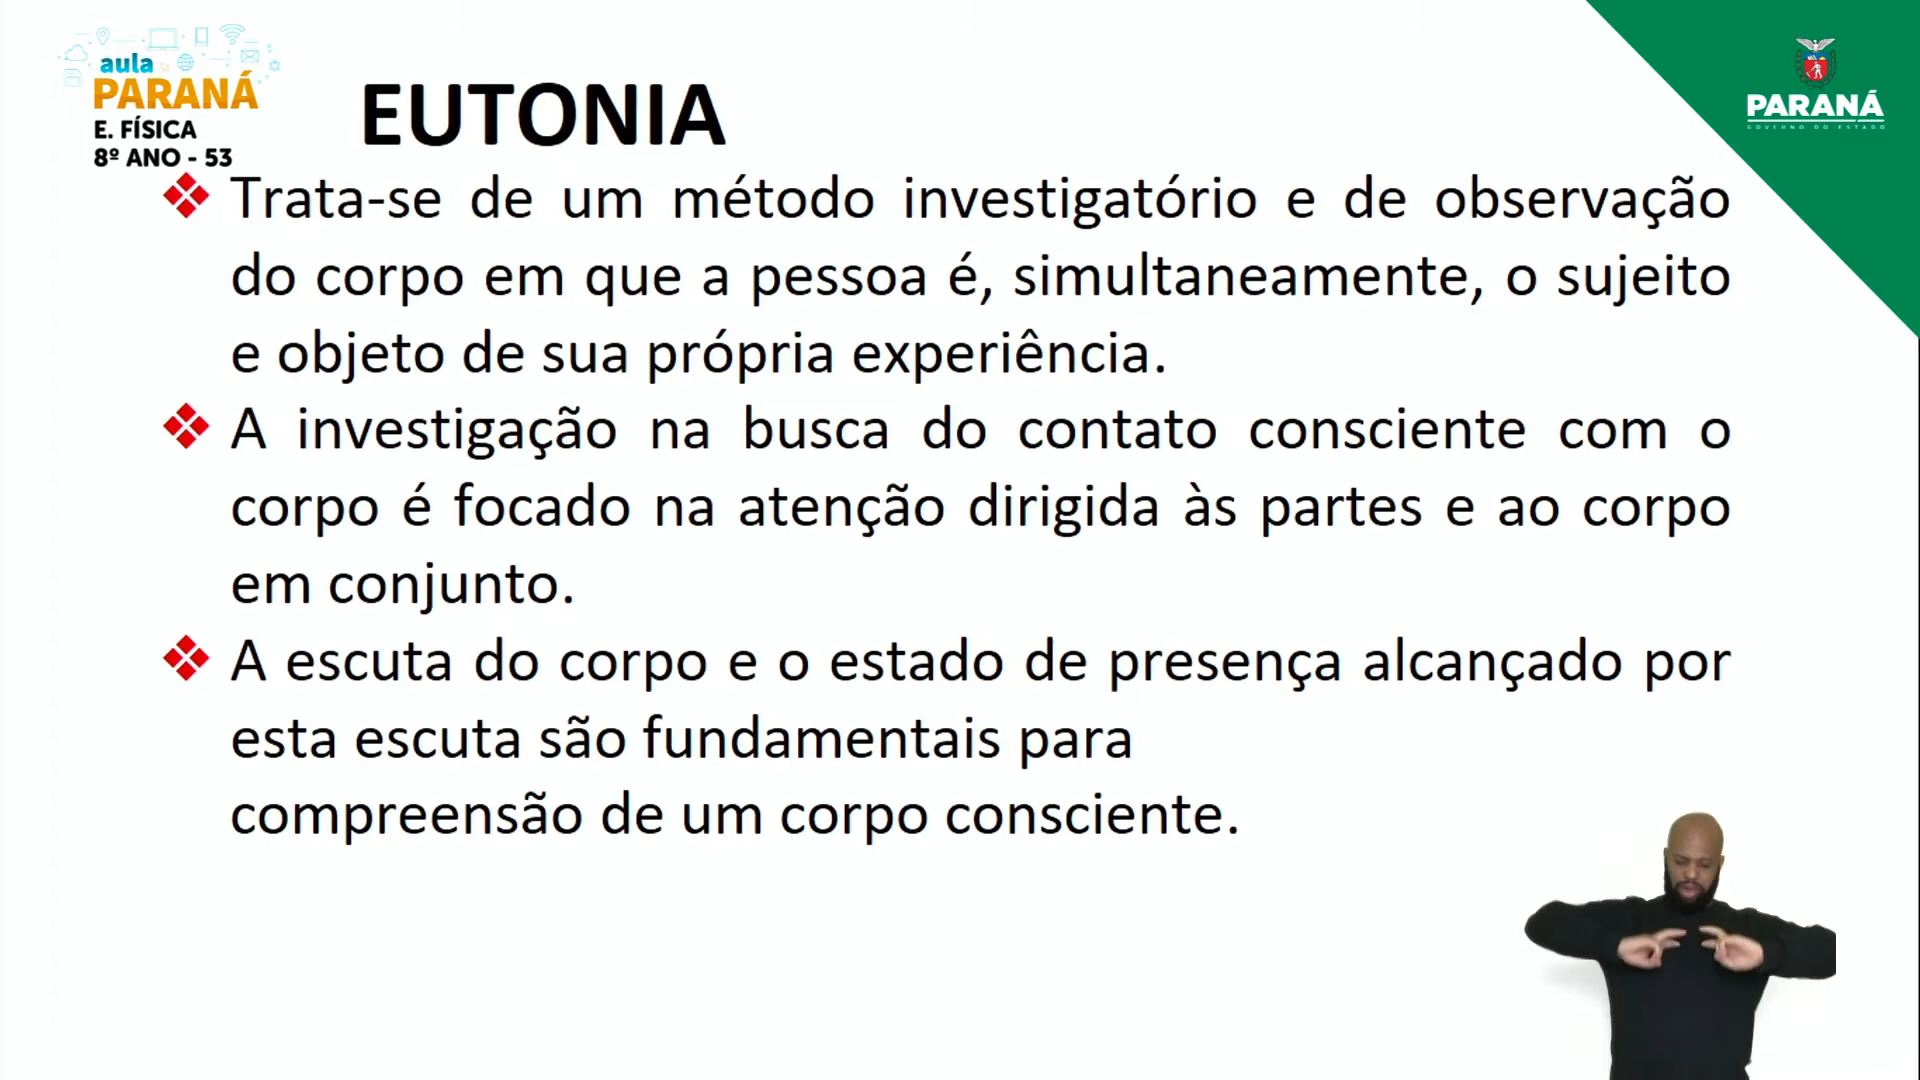 aula
PARANÁ
E. FÍSICA
8º ANO - 53
EUTONIA
PARANÁ
GOVERNO DO ESTADO
Trata-se de um método investigatório e de observação
do corpo em que a pessoa é, simultaneamente, o sujeito
e objeto de sua própria experiência.
A investigação na busca do contato consciente com o
corpo é focado na atenção dirigida às partes e ao corpo
em conjunto.
A escuta do corpo e o estado de presença alcançado por
esta escuta são fundamentais para
compreensão de um corpo consciente.